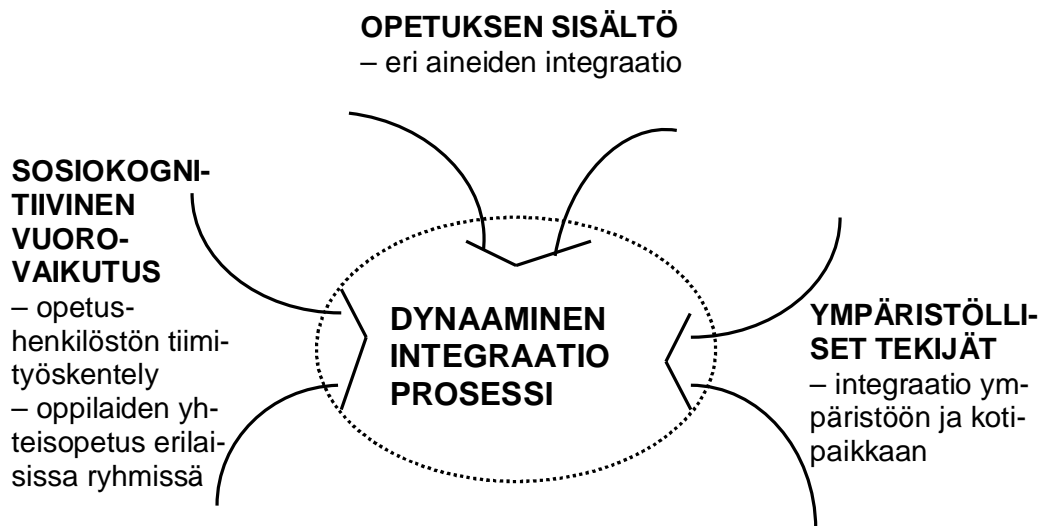 OPETUKSEN SISÄLTÖ
– eri aineiden integraatio
SOSIOKOGNI-
TIIVINEN
VUORO-
VAIKUTUS
– opetus-
henkilöstön tiimi-
työskentely
– oppilaiden yh-
teisopetus erilai-
sissa ryhmissä
DYNAAMINEN
INTEGRAATIO
PROSESSI
YMPÄRISTÖLLI-
SET TEKIJÄT
– integraatio ym-
päristöön ja koti-
paikkaan